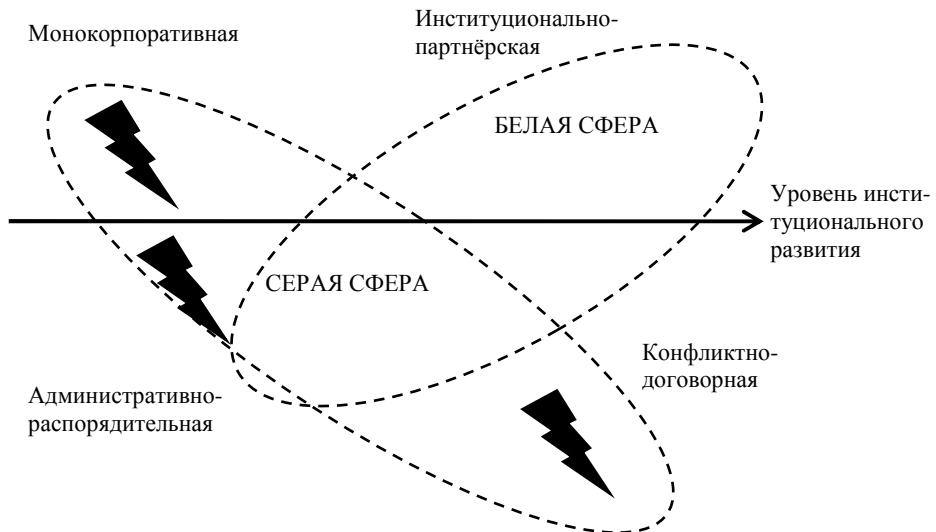 Монокорпоративная
Институционально-
партнёрская
БЕЛАЯ СФЕРА
Уровень инсти-
туционального
развития
СЕРАЯ СФЕРА
Конфликтно-
договорная
Административно-
распорядительная